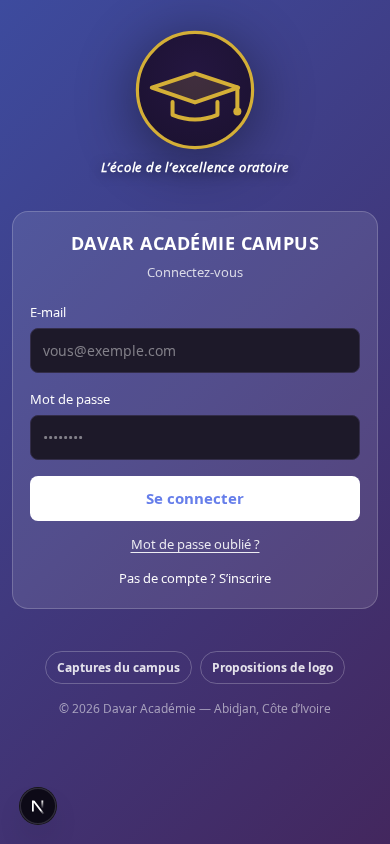 L’école de l’excellence oratoire
DAVAR ACADÉMIE CAMPUS
Connectez-vous
E-mail
vous@exemple.com
Mot de passe
••••••••
Se connecter
Mot de passe oublié ?
Pas de compte ? S’inscrire
Captures du campus
Propositions de logo
© 2026 Davar Académie — Abidjan, Côte d’Ivoire
N